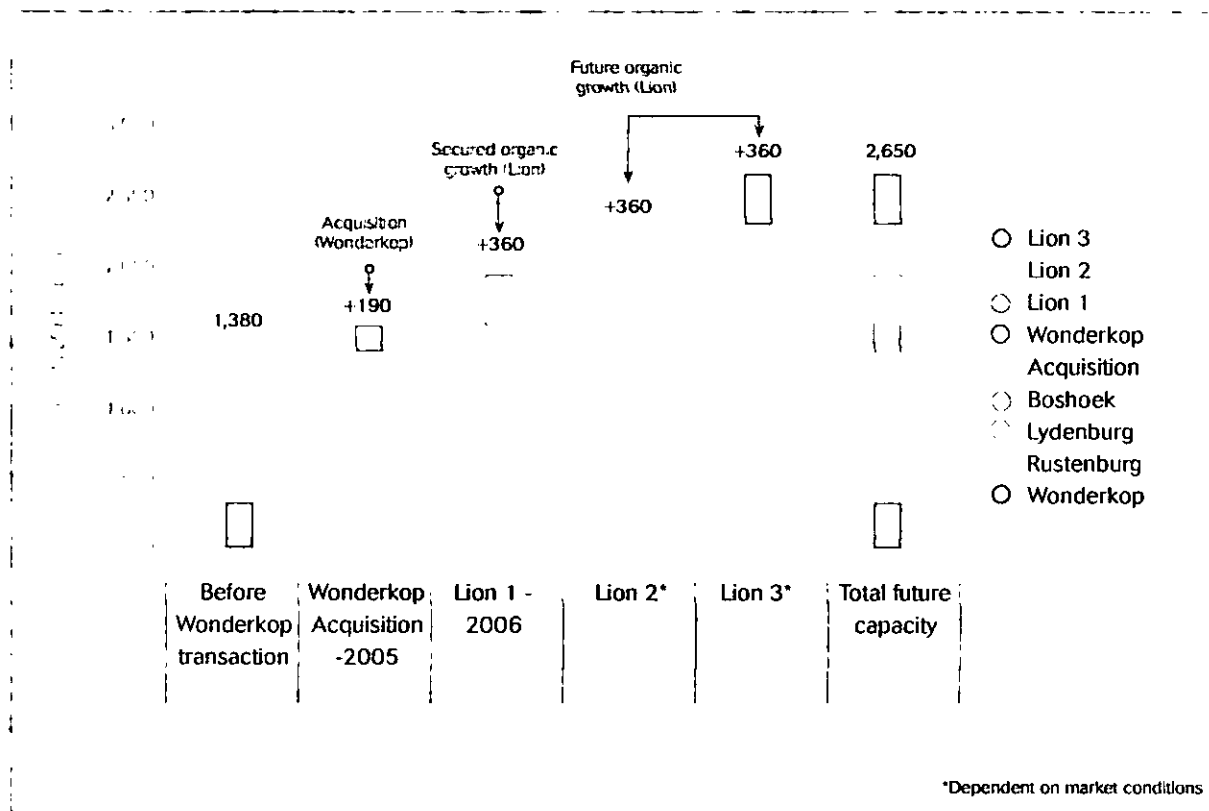 Future organic
growth (Lion)
Secured organic
growth (Lion)
Acquisition
(Wonderkop)
1,380
+190
+360
+360
+360
2,650
Lion 3
Lion 2
Lion 1
Wonderkop
Acquisition
Boshoek
Lydenburg
Rustenburg
Wonderkop
Before
Wonderkop
transaction
Wonderkop
Acquisition
-2005
Lion 1 -
2006
Lion 2*
Lion 3*
Total future
capacity
*Dependent on market conditions